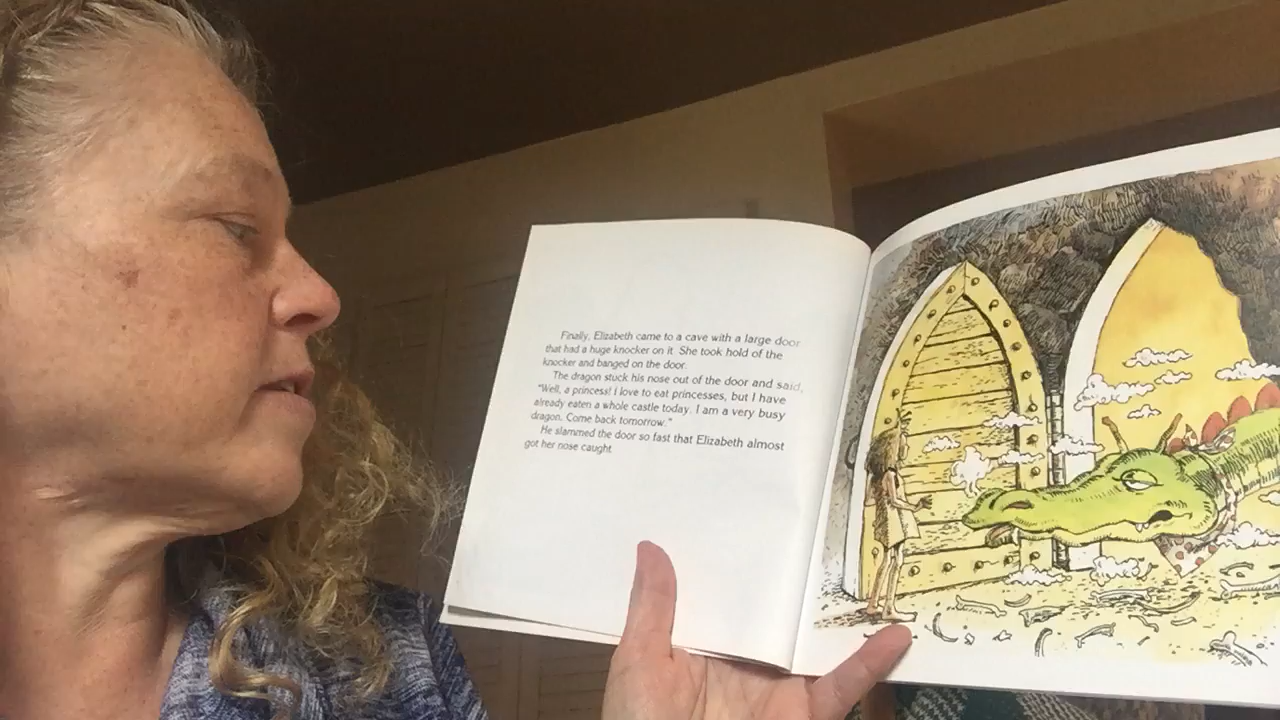 Finally, Elizabeth came to a cave with a large door
that had a huge knocker on it. She took hold of the
knocker and banged on the door.
The dragon stuck his nose out of the door and said,
"Well, a princess! I love to eat princesses, but I have
already eaten a whole castle today. I am a very busy
dragon. Come back tomorrow."
He slammed the door so fast that Elizabeth almost
got her nose caught.